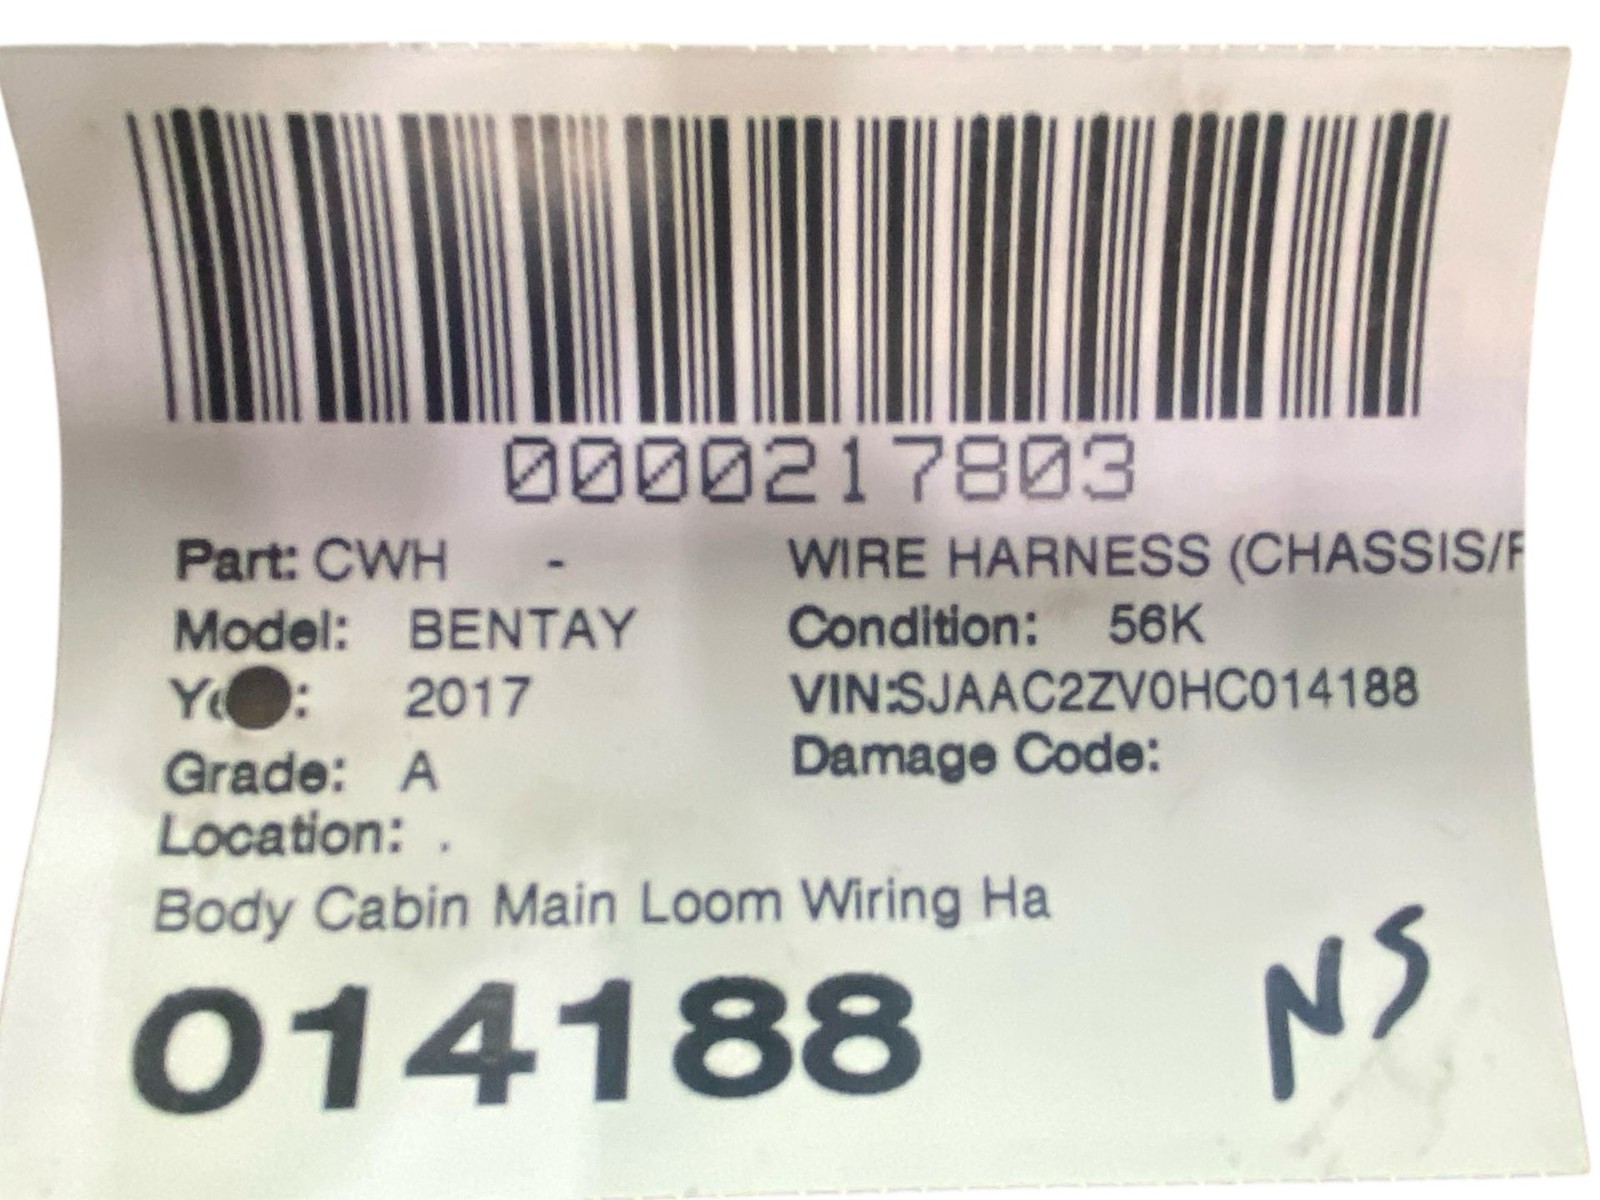 0000217803
Part: CWH - WIRE HARNESS (CHASSIS/F
Model: BENTAY Condition: 56K
Ye : 2017 VIN:SJAAC2ZV0HC014188
Grade: A Damage Code:
Location: .
Body Cabin Main Loom Wiring Ha
014188
NS